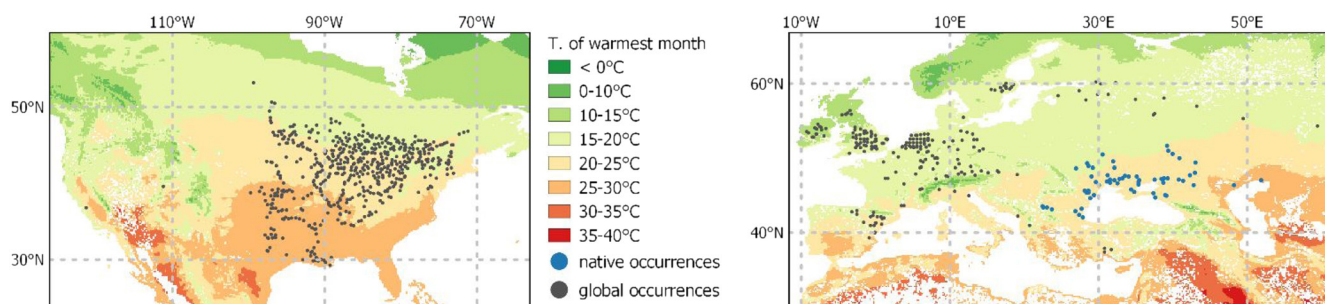 110°W 90°W 70°W
50°N
30°N
T. of warmest month
< 0°C
0-10°C
10-15°C
15-20°C
20-25°C
25-30°C
30-35°C
35-40°C
native occurrences
global occurrences
10°W 10°E 30°E 50°E
60°N
40°N